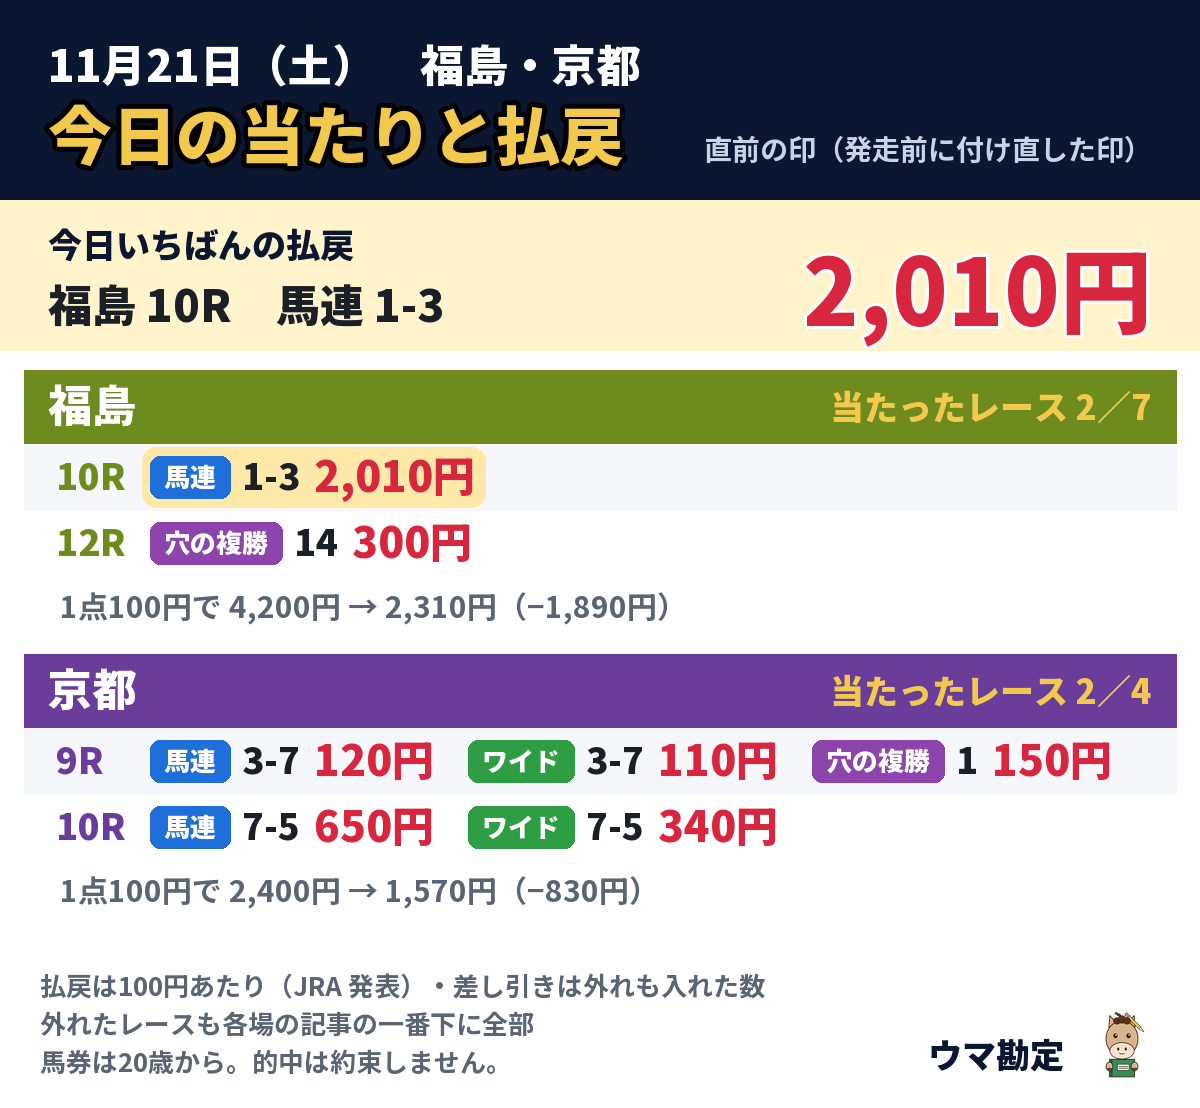 11月21日（土）　福島・京都
今日の当たりと払戻
直前の印（発走前に付け直した印）
今日いちばんの払戻
福島 10R　馬連 1-3
2,010円
福島
当たったレース 2／7
10R 馬連 1-3 2,010円
12R 穴の複勝 14 300円
1点100円で 4,200円 → 2,310円（−1,890円）
京都
当たったレース 2／4
9R 馬連 3-7 120円 ワイド 3-7 110円 穴の複勝 1 150円
10R 馬連 7-5 650円 ワイド 7-5 340円
1点100円で 2,400円 → 1,570円（−830円）
払戻は100円あたり（JRA 発表）・差し引きは外れも入れた数
外れたレースも各場の記事の一番下に全部
馬券は20歳から。的中は約束しません。
ウマ勘定